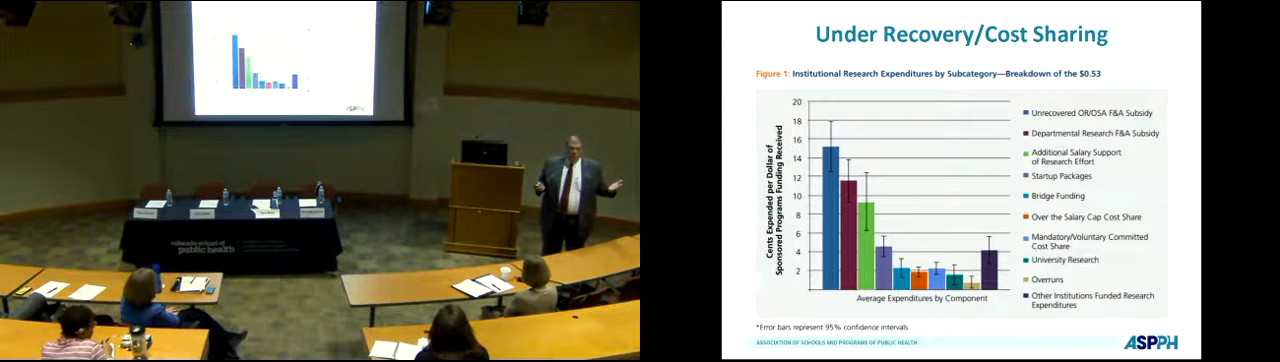 colorado school of
public health
Under Recovery/Cost Sharing
Figure 1: Institutional Research Expenditures by Subcategory—Breakdown of the $0.53
Cents Expended per Dollar of
Sponsored Programs Funding Received
20
18
16
14
12
10
8
6
4
2
Average Expenditures by Component
Unrecovered OR/OSA F&A Subsidy
Departmental Research F&A Subsidy
Additional Salary Support
of Research Effort
Startup Packages
Bridge Funding
Over the Salary Cap Cost Share
Mandatory/Voluntary Committed
Cost Share
University Research
Overruns
Other Institutions Funded Research
Expenditures
*Error bars represent 95% confidence intervals
ASSOCIATION OF SCHOOLS AND PROGRAMS OF PUBLIC HEALTH
ASPPH